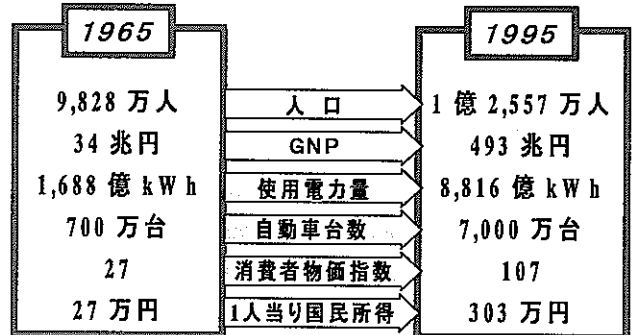 1965 1995
9,828 万人 人口 1 億 2,557 万人
34 兆円 GNP 493 兆円
1,688 億 kWh 使用電力量 8,816 億 kWh
700 万台 自動車台数 7,000 万台
27 消費者物価指数 107
27 万円 1人当り国民所得 303 万円